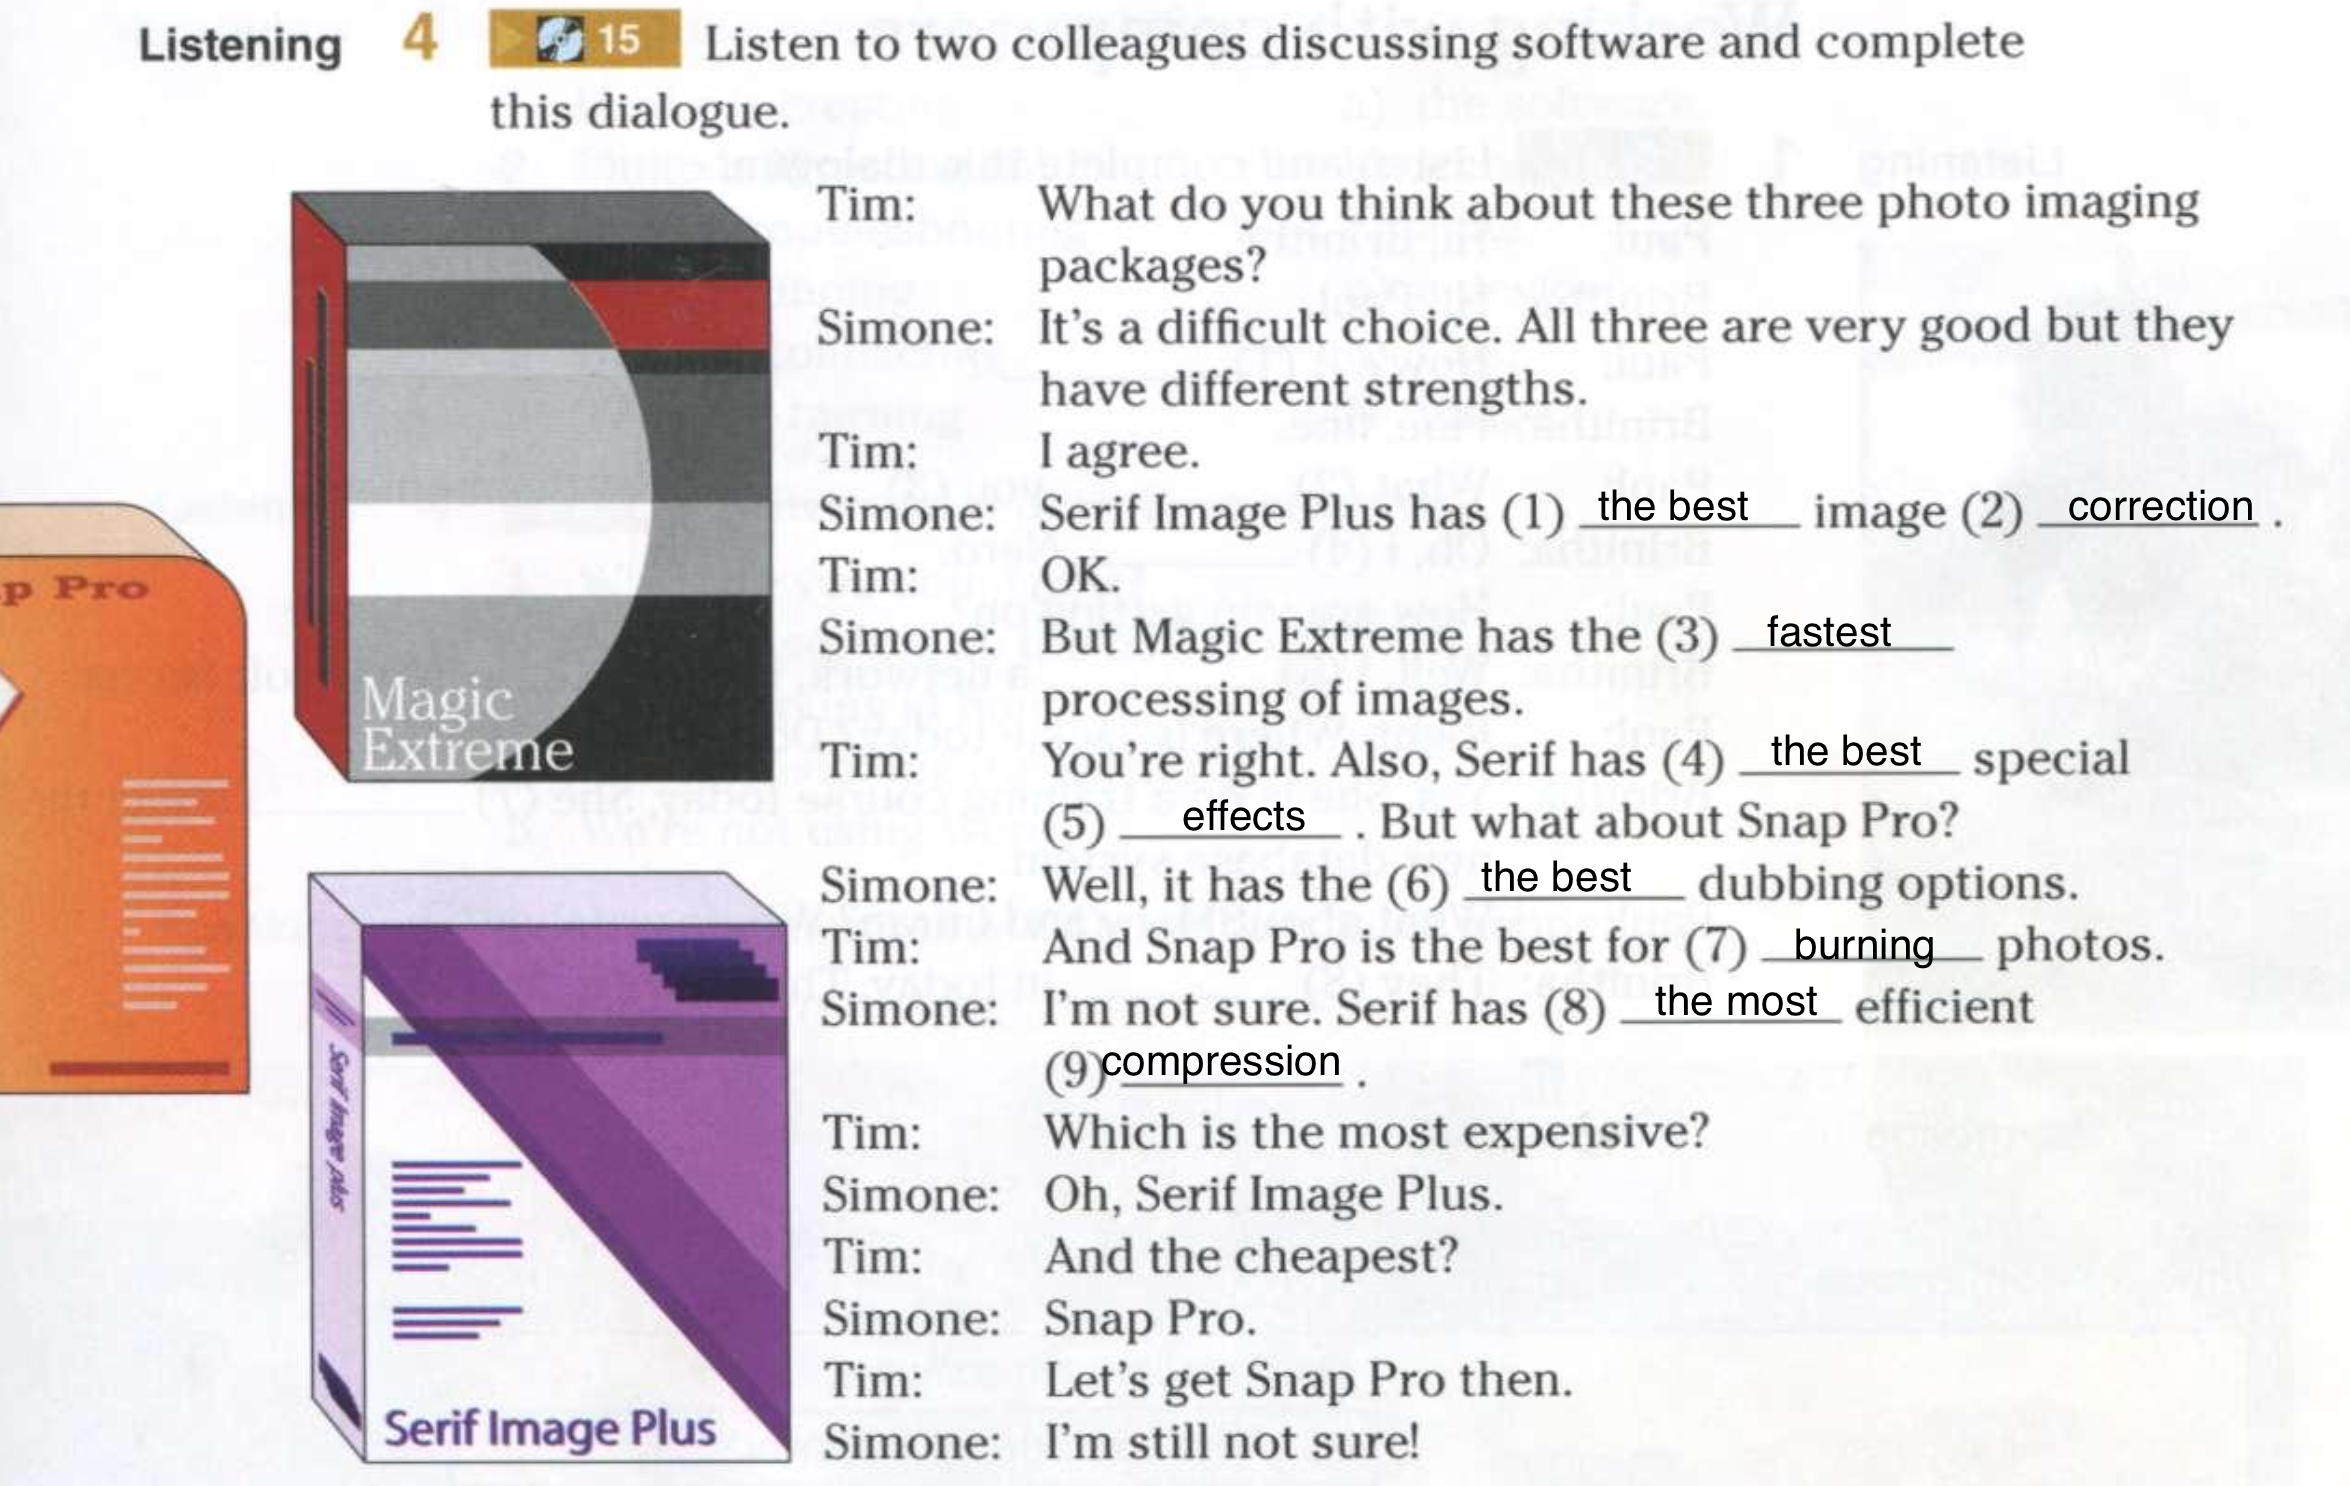 Listening 4 15 Listen to two colleagues discussing software and complete
this dialogue.
Tim: What do you think about these three photo imaging
packages?
Simone: It's a difficult choice. All three are very good but they
have different strengths.
Tim: I agree.
Simone: Serif Image Plus has (1) the best image (2) correction .
Tim: OK.
Simone: But Magic Extreme has the (3) fastest
processing of images.
Tim: You're right. Also, Serif has (4) the best special
(5) effects . But what about Snap Pro?
Simone: Well, it has the (6) the best dubbing options.
Tim: And Snap Pro is the best for (7) burning photos.
Simone: I'm not sure. Serif has (8) the most efficient
(9) compression .
Tim: Which is the most expensive?
Simone: Oh, Serif Image Plus.
Tim: And the cheapest?
Simone: Snap Pro.
Tim: Let's get Snap Pro then.
Simone: I'm still not sure!
p Pro
Magic
Extreme
Serif Image plus
Serif Image Plus